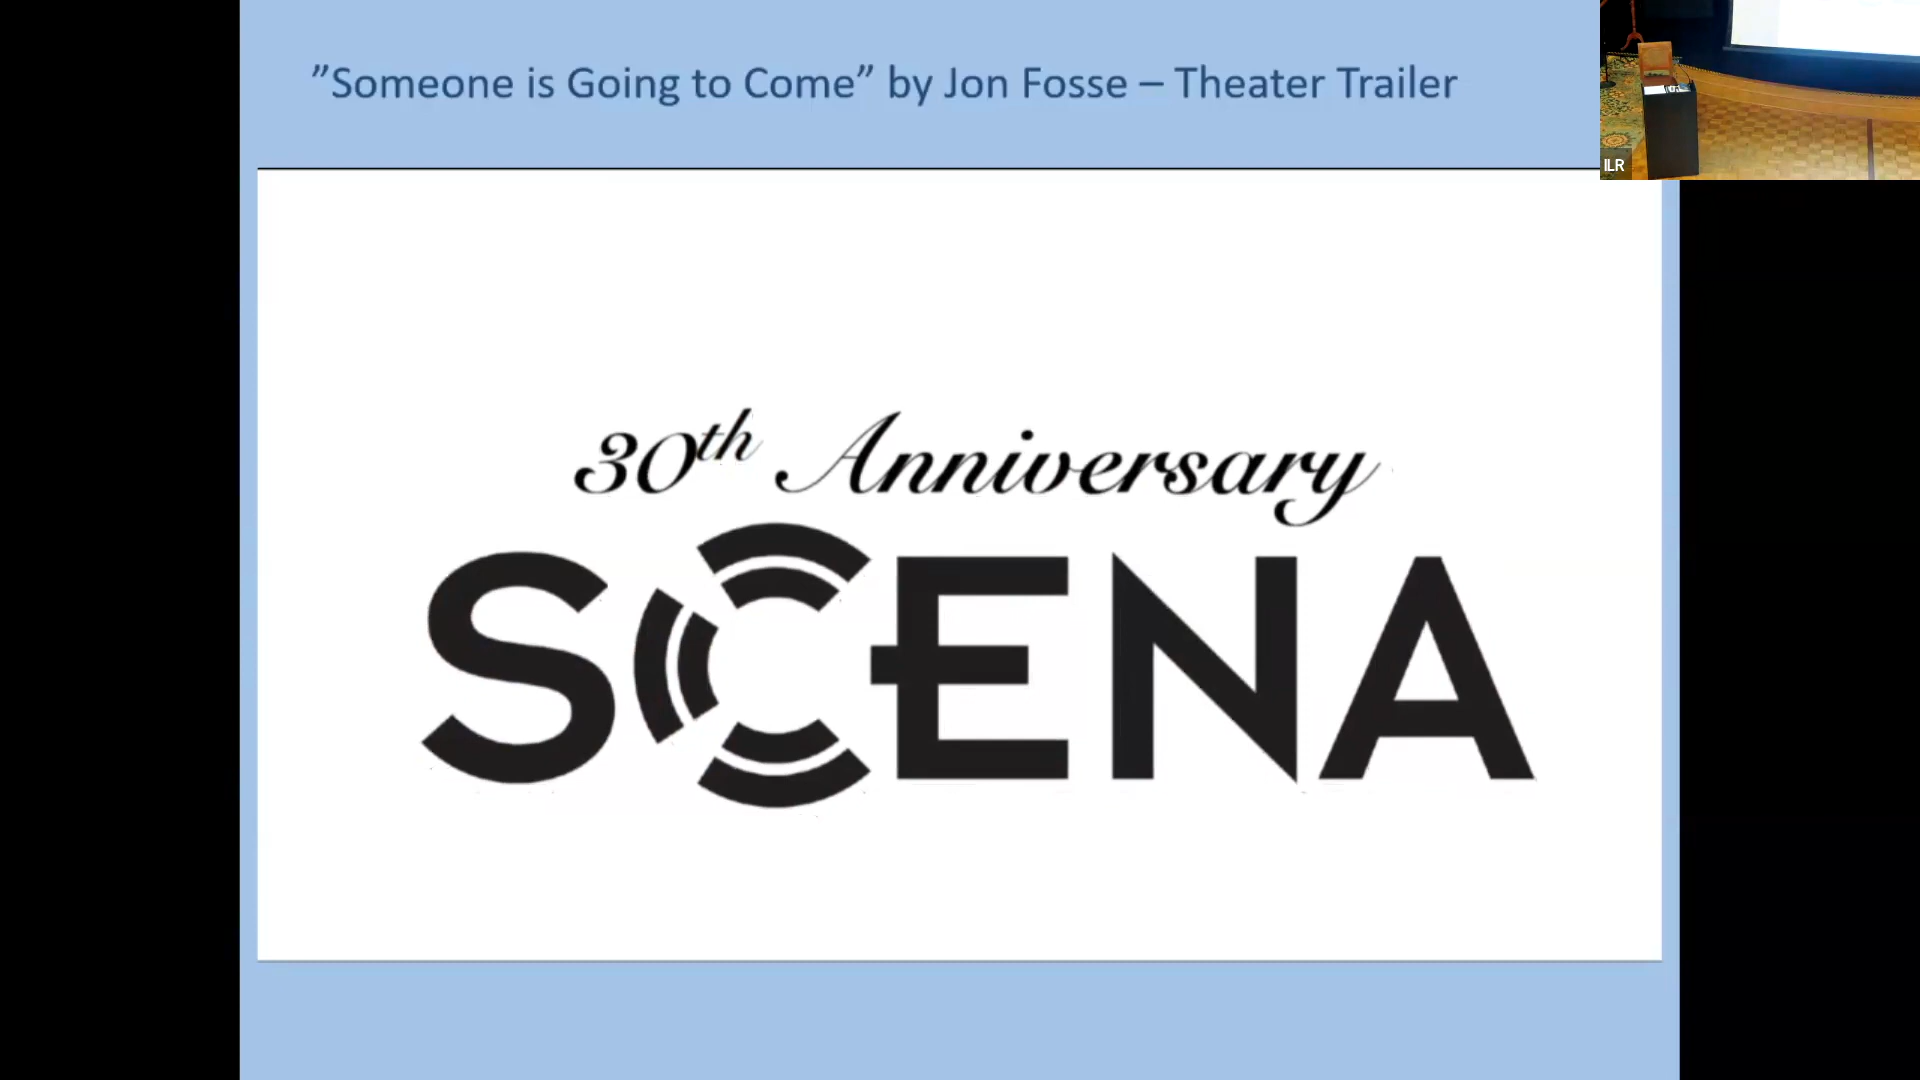 ”Someone is Going to Come” by Jon Fosse – Theater Trailer
ILR
30th Anniversary
SCENA